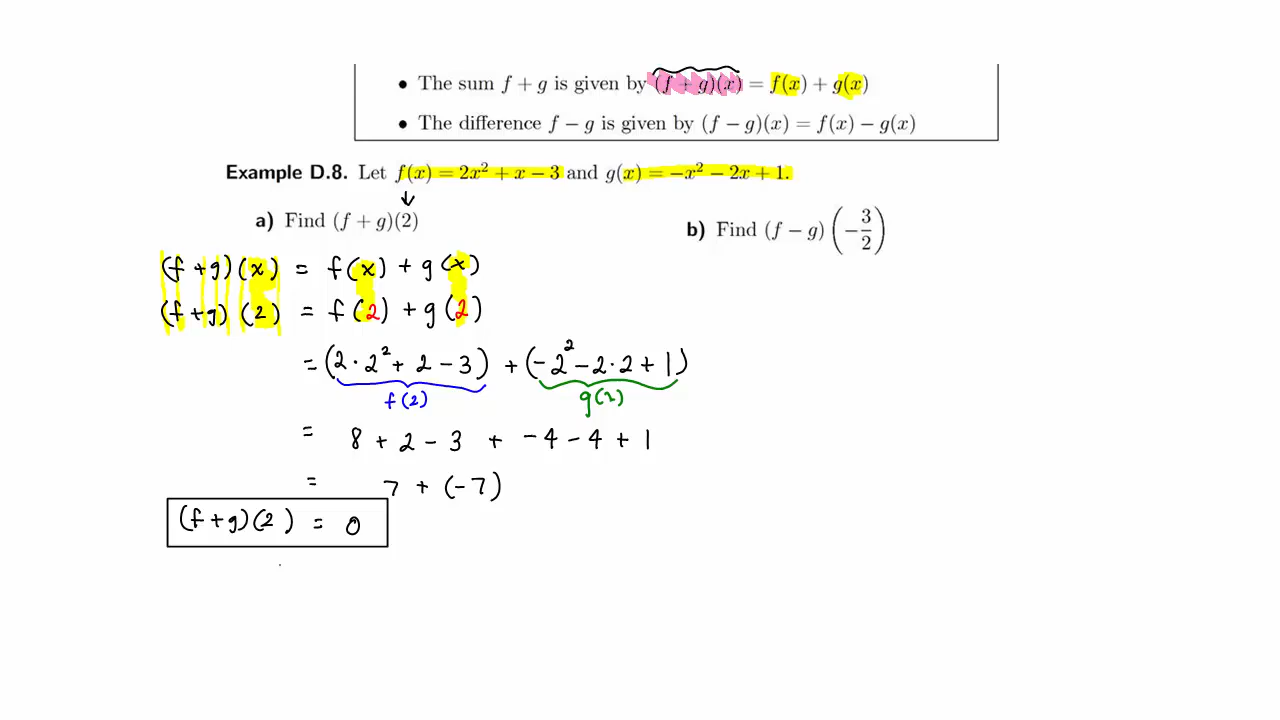 • The sum f + g is given by (f + g)(x) = f(x) + g(x)
• The difference f − g is given by (f − g)(x) = f(x) − g(x)
Example D.8. Let f(x) = 2x² + x − 3 and g(x) = −x² − 2x + 1.
a) Find (f + g)(2)
b) Find (f − g)(−3/2)
(f + g)(x) = f(x) + g(x)
(f + g)(2) = f(2) + g(2)
= (2 · 2² + 2 − 3) + (−2² − 2 · 2 + 1)
f(2) g(2)
= 8 + 2 − 3 + −4 − 4 + 1
= 7 + (−7)
(f + g)(2) = 0